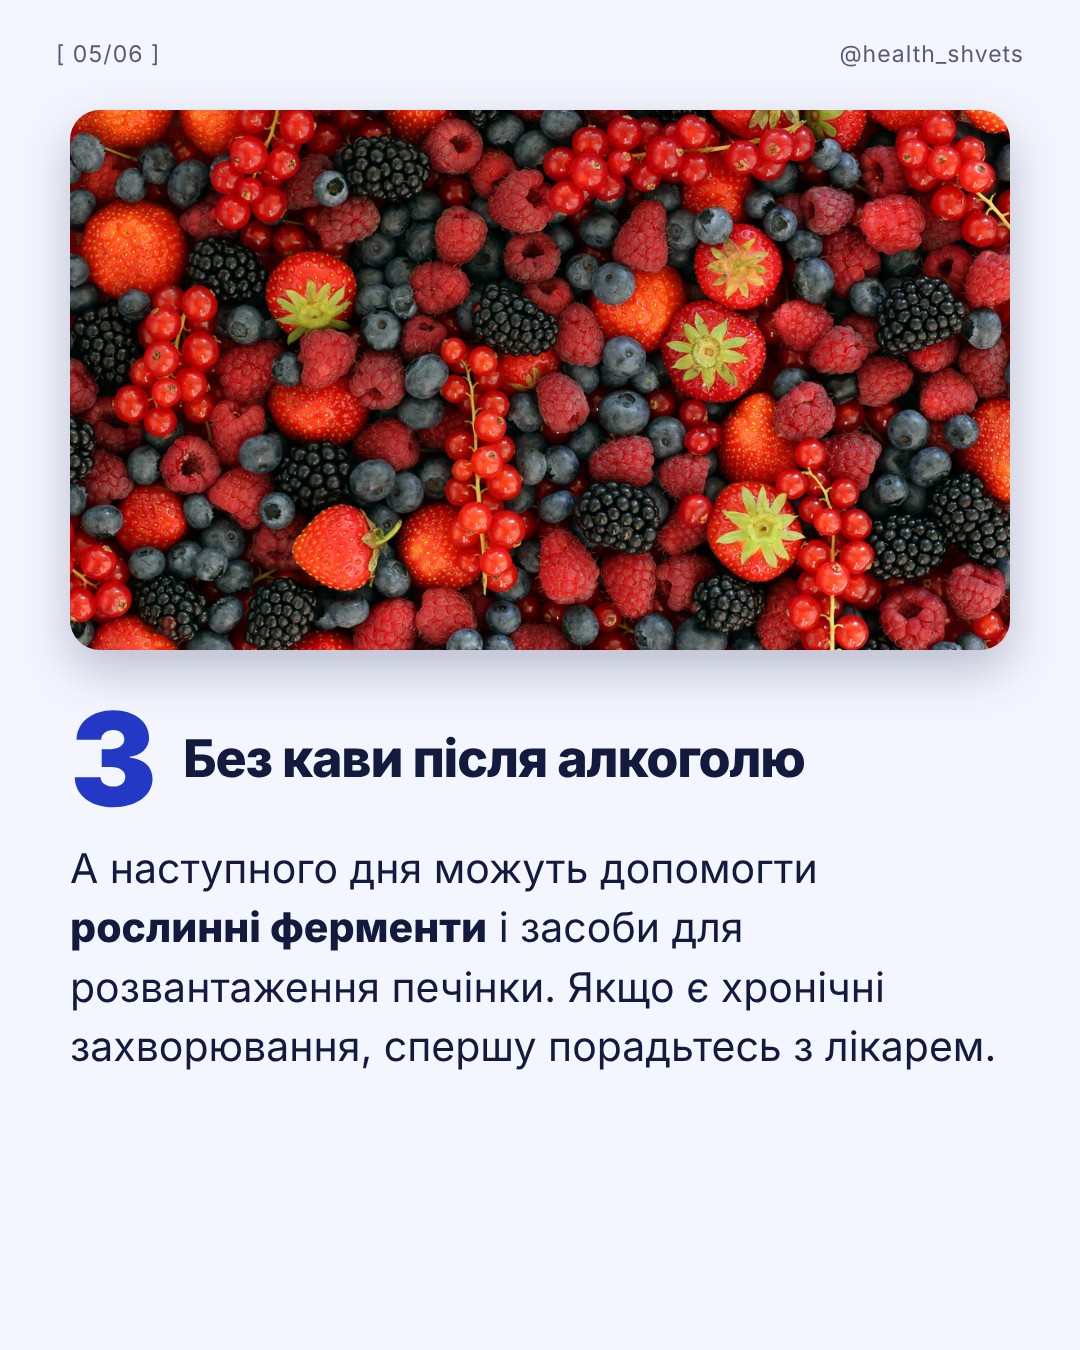 [ 05/06 ]
@health_shvets
3 Без кави після алкоголю
А наступного дня можуть допомогти
рослинні ферменти і засоби для
розвантаження печінки. Якщо є хронічні
захворювання, спершу порадьтесь з лікарем.